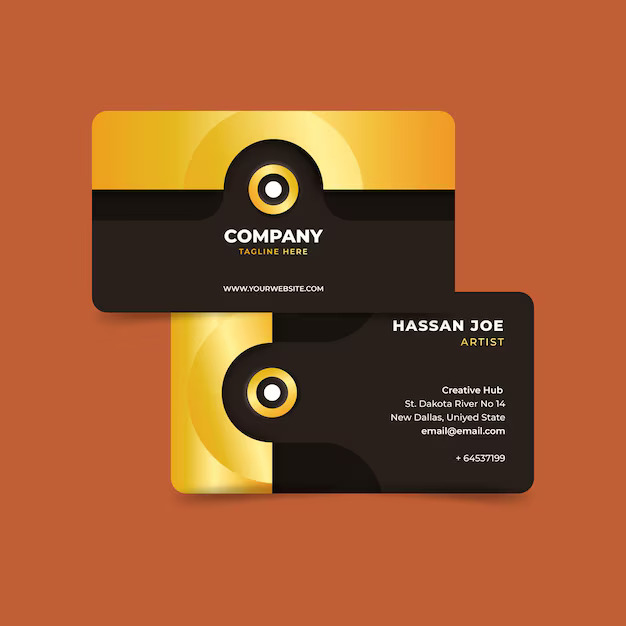 COMPANY
TAGLINE HERE
WWW.YOURWEBSITE.COM
HASSAN JOE
ARTIST
Creative Hub
St. Dakota River No 14
New Dallas, Uniyed State
email@email.com
+ 64537199